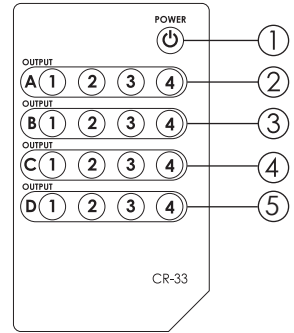 POWER
1
OUTPUT
A 1 2 3 4
2
OUTPUT
B 1 2 3 4
3
OUTPUT
C 1 2 3 4
4
OUTPUT
D 1 2 3 4
5
CR-33